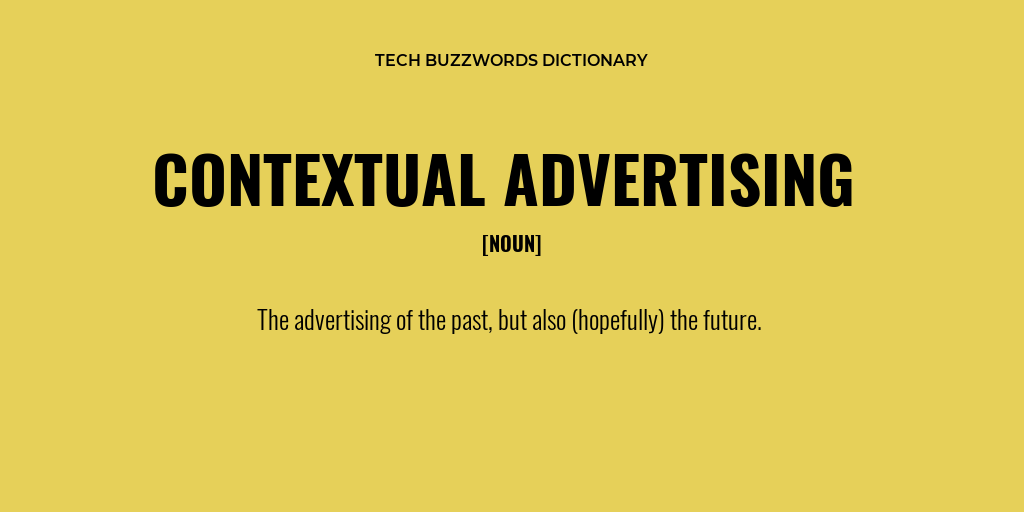 TECH BUZZWORDS DICTIONARY
CONTEXTUAL ADVERTISING
[NOUN]
The advertising of the past, but also (hopefully) the future.